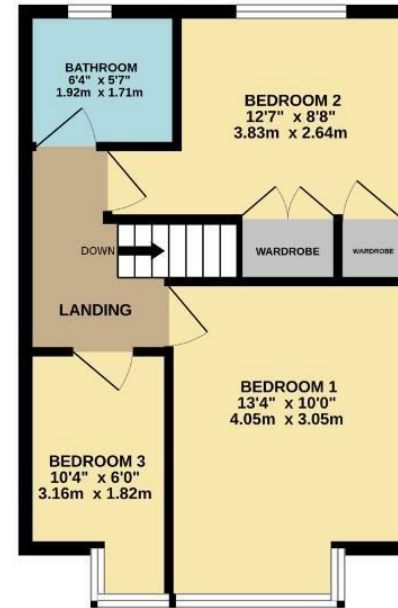 BATHROOM
6'4" x 5'7"
1.92m x 1.71m
BEDROOM 2
12'7" x 8'8"
3.83m x 2.64m
DOWN
WARDROBE
WARDROBE
LANDING
BEDROOM 1
13'4" x 10'0"
4.05m x 3.05m
BEDROOM 3
10'4" x 6'0"
3.16m x 1.82m